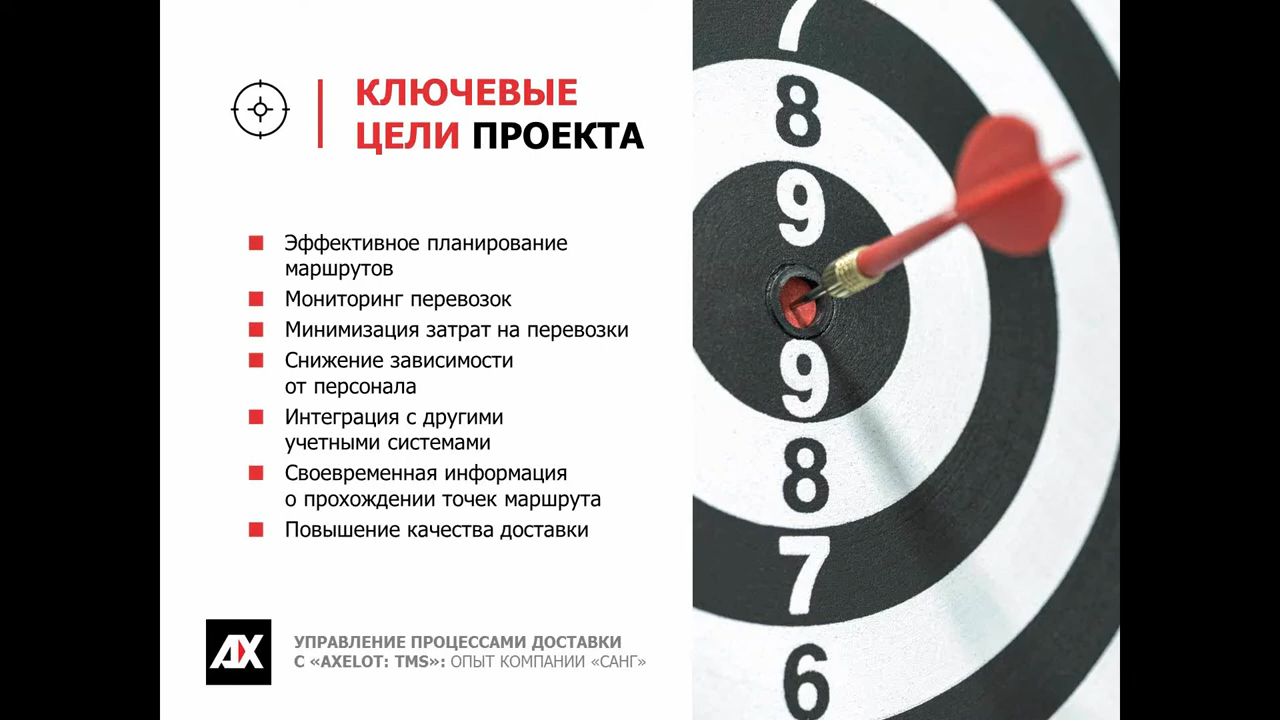 КЛЮЧЕВЫЕ
ЦЕЛИ ПРОЕКТА
Эффективное планирование
маршрутов
Мониторинг перевозок
Минимизация затрат на перевозки
Снижение зависимости
от персонала
Интеграция с другими
учетными системами
Своевременная информация
о прохождении точек маршрута
Повышение качества доставки
AX
УПРАВЛЕНИЕ ПРОЦЕССАМИ ДОСТАВКИ
С «AXELOT: TMS»: ОПЫТ КОМПАНИИ «САНГ»
7
8
9
9
8
7
6